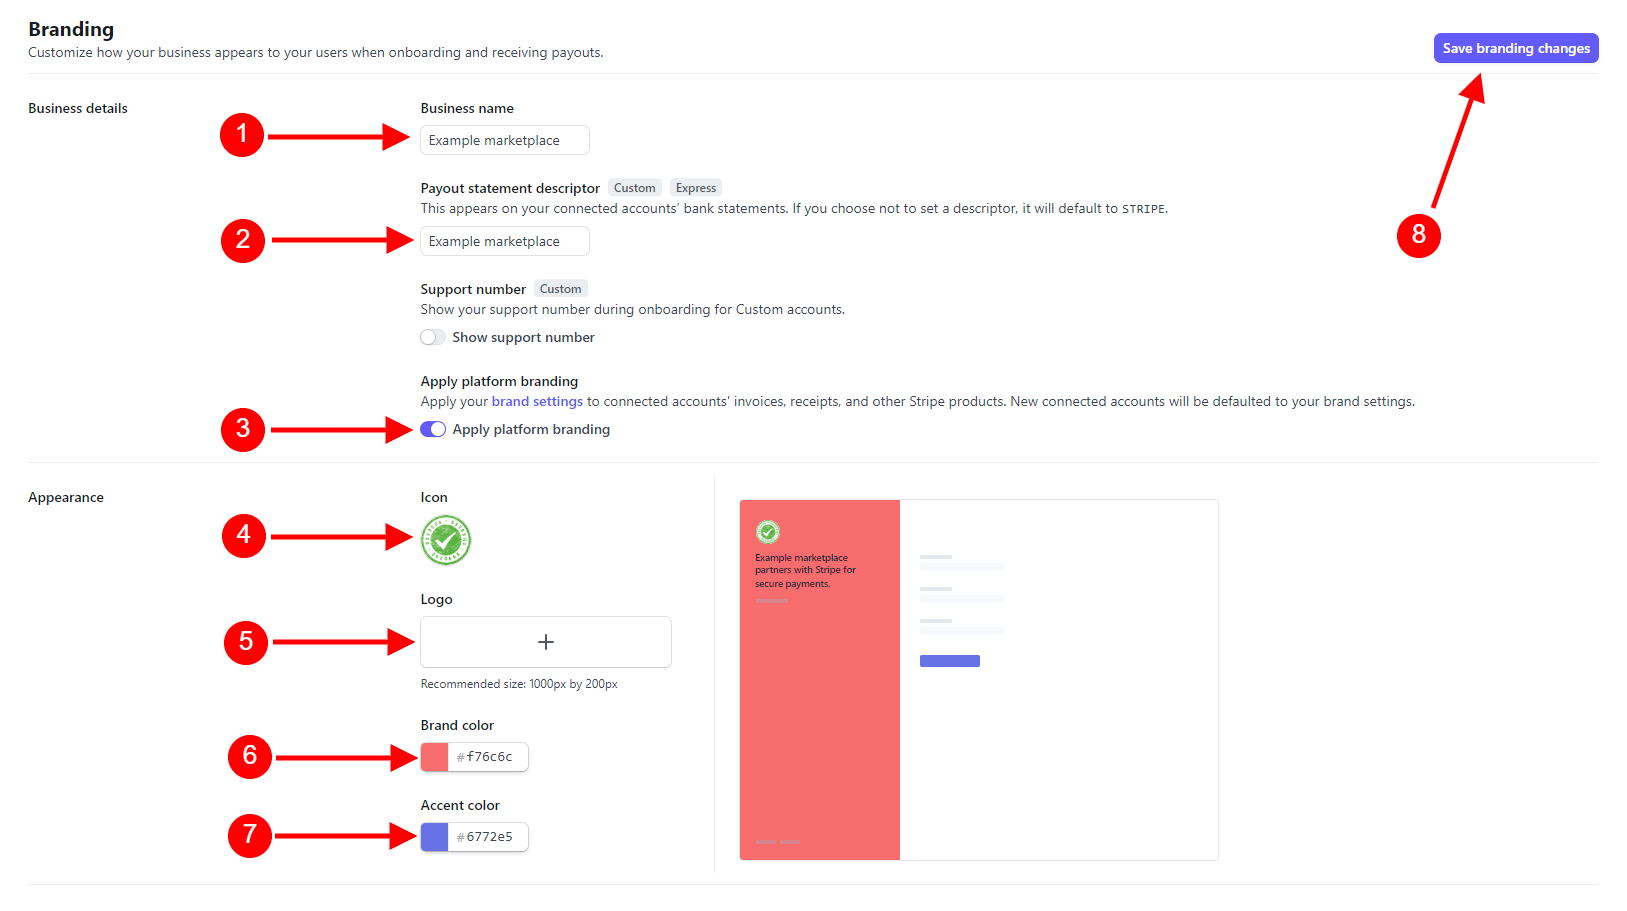 Branding
Customize how your business appears to your users when onboarding and receiving payouts.
Save branding changes
Business details
Business name
1
Example marketplace
Payout statement descriptor Custom Express
This appears on your connected accounts’ bank statements. If you choose not to set a descriptor, it will default to STRIPE.
2
Example marketplace
8
Support number Custom
Show your support number during onboarding for Custom accounts.
Show support number
Apply platform branding
Apply your brand settings to connected accounts' invoices, receipts, and other Stripe products. New connected accounts will be defaulted to your brand settings.
3
Apply platform branding
Appearance
Icon
4
Logo
5
+
Recommended size: 1000px by 200px
Brand color
6
#f76c6c
Accent color
7
#6772e5
Example marketplace
partners with Stripe for
secure payments.